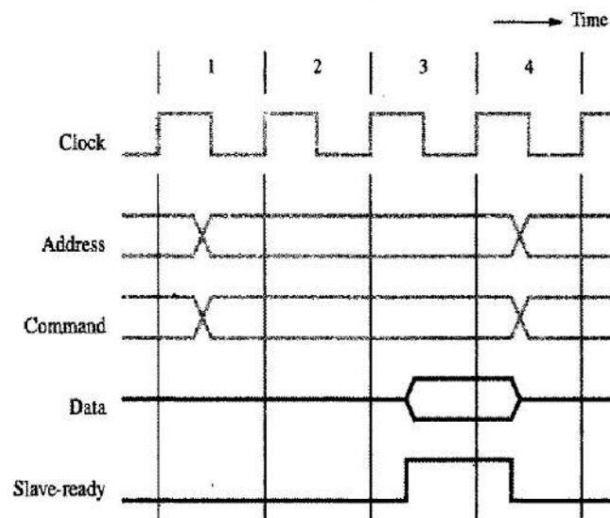 Time
1 2 3 4
Clock
Address
Command
Data
Slave-ready